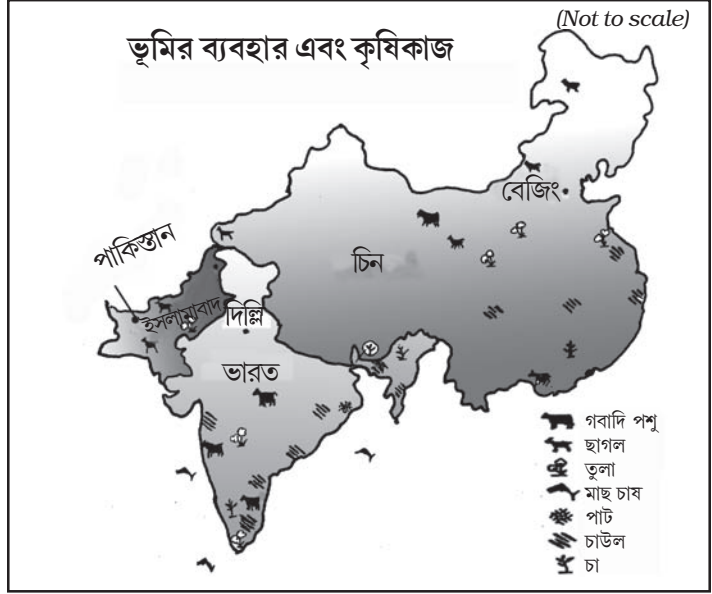 (Not to scale)
ভূমির ব্যবহার এবং কৃষিকাজ
বেজিং
পাকিস্তান
চিন
ইসলামাবাদ
দিল্লি
ভারত
গবাদি পশু
ছাগল
তুলা
মাছ চাষ
পাট
চাউল
চা